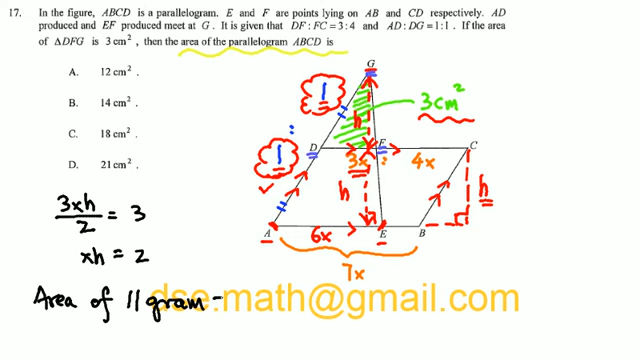 17. In the figure, ABCD is a parallelogram. E and F are points lying on AB and CD respectively. AD
produced and EF produced meet at G. It is given that DF : FC = 3 : 4 and AD : DG = 1 : 1. If the area
of ΔDFG is 3 cm², then the area of the parallelogram ABCD is
A. 12 cm².
B. 14 cm².
C. 18 cm².
D. 21 cm².
G
1
h
3cm²
:
D
F
C
1
3x
:
4x
h
h
A
6x
E
B
7x
3xh/2 = 3
xh = 2
Area of //gram =
dse.math@gmail.com